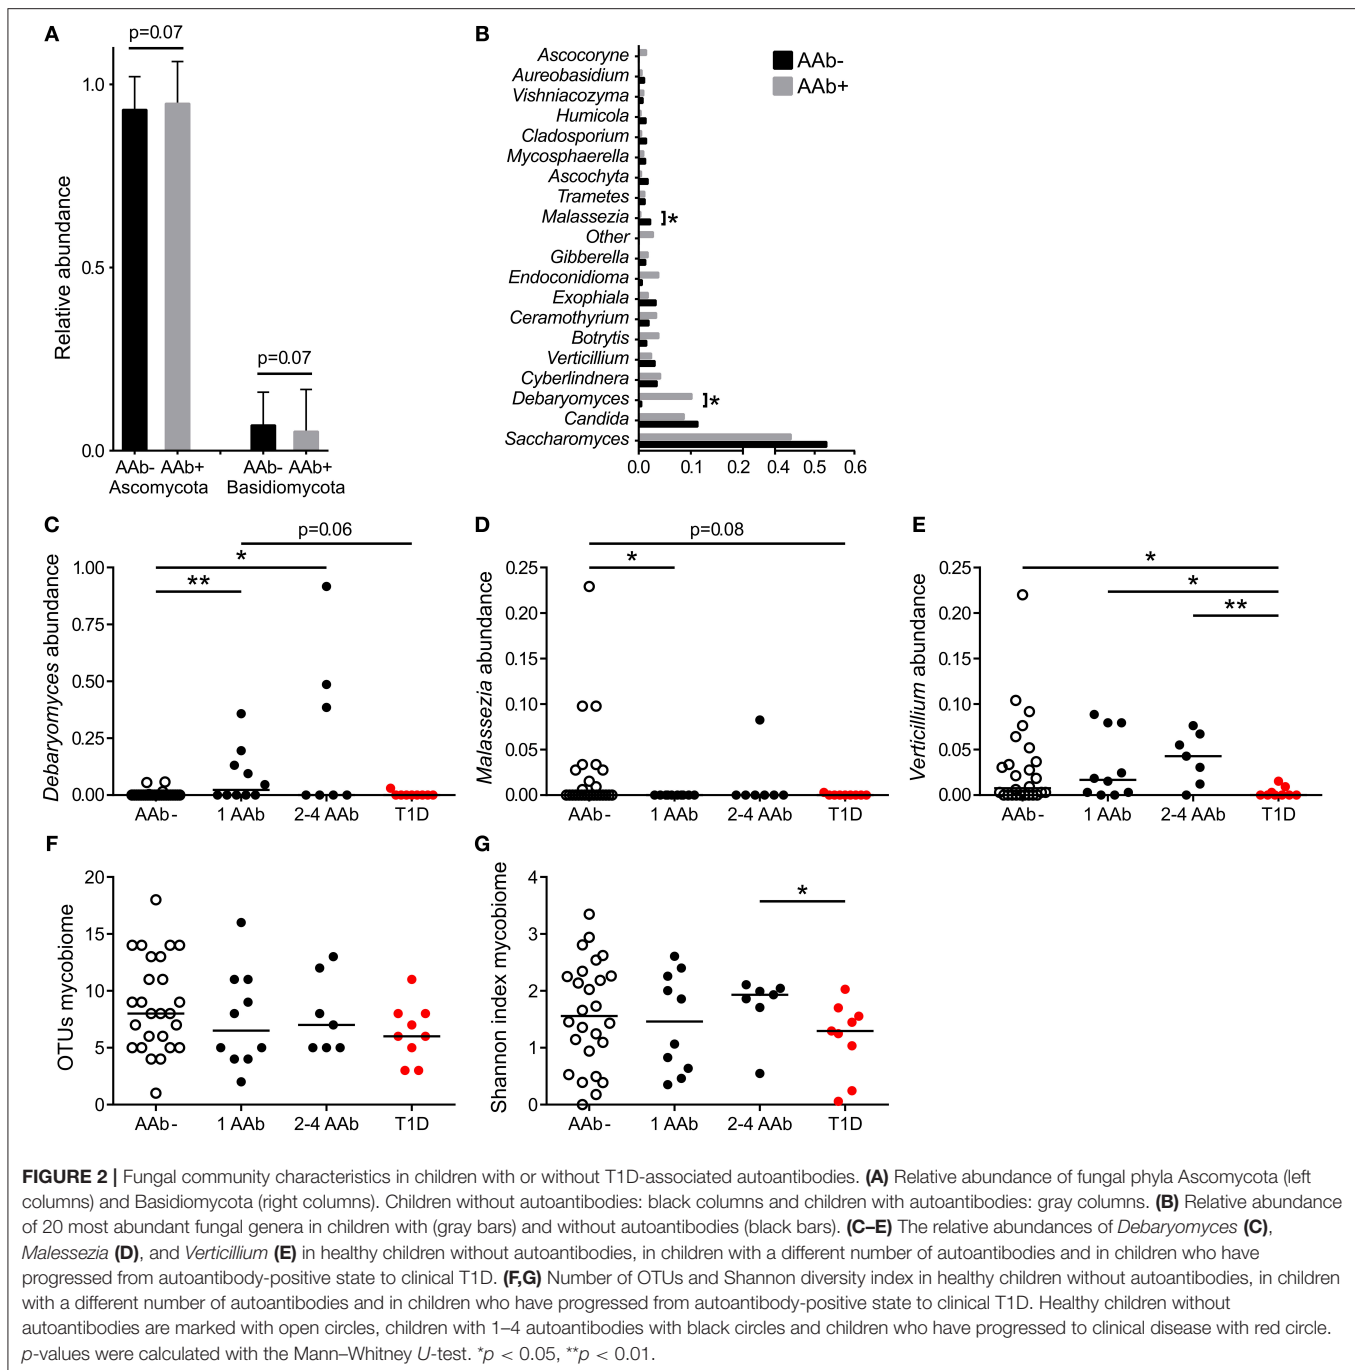 A
p=0.07
1.0
0.5
0.0
Relative abundance
p=0.07
AAb- AAb+ AAb- AAb+
Ascomycota Basidiomycota
B
AAb-
AAb+
Ascocoryne
Aureobasidium
Vishniacozyma
Humicola
Cladosporium
Mycosphaerella
Ascochyta
Trametes
Malassezia *
Other
Gibberella
Endoconidioma
Exophiala
Ceramothyrium
Botrytis
Verticillium
Cyberlindnera
Debaryomyces *
Candida
Saccharomyces
0.0 0.1 0.2 0.4 0.5 0.6
C
p=0.06
*
**
1.00
0.75
0.50
0.25
0.00
Debaryomyces abundance
AAb- 1 AAb 2-4 AAb T1D
D
p=0.08
*
0.25
0.20
0.15
0.10
0.05
0.00
Malassezia abundance
AAb- 1 AAb 2-4 AAb T1D
E
*
*
**
0.25
0.20
0.15
0.10
0.05
0.00
Verticillium abundance
AAb- 1 AAb 2-4 AAb T1D
F
20
15
10
5
0
OTUs mycobiome
AAb- 1 AAb 2-4 AAb T1D
G
*
4
3
2
1
0
Shannon index mycobiome
AAb- 1 AAb 2-4 AAb T1D
FIGURE 2 | Fungal community characteristics in children with or without T1D-associated autoantibodies. (A) Relative abundance of fungal phyla Ascomycota (left
columns) and Basidiomycota (right columns). Children without autoantibodies: black columns and children with autoantibodies: gray columns. (B) Relative abundance
of 20 most abundant fungal genera in children with (gray bars) and without autoantibodies (black bars). (C–E) The relative abundances of Debaryomyces (C),
Malessezia (D), and Verticillium (E) in healthy children without autoantibodies, in children with a different number of autoantibodies and in children who have
progressed from autoantibody-positive state to clinical T1D. (F,G) Number of OTUs and Shannon diversity index in healthy children without autoantibodies, in children
with a different number of autoantibodies and in children who have progressed from autoantibody-positive state to clinical T1D. Healthy children without
autoantibodies are marked with open circles, children with 1–4 autoantibodies with black circles and children who have progressed to clinical disease with red circle.
p-values were calculated with the Mann–Whitney U-test. *p < 0.05, **p < 0.01.